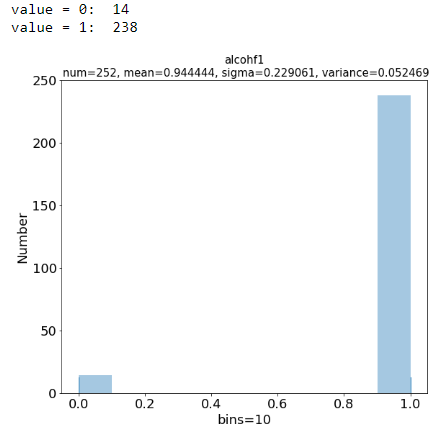 value = 0:  14
value = 1:  238
alcohf1
num=252, mean=0.944444, sigma=0.229061, variance=0.052469
250
200
150
100
50
0
Number
0.0 0.2 0.4 0.6 0.8 1.0
bins=10